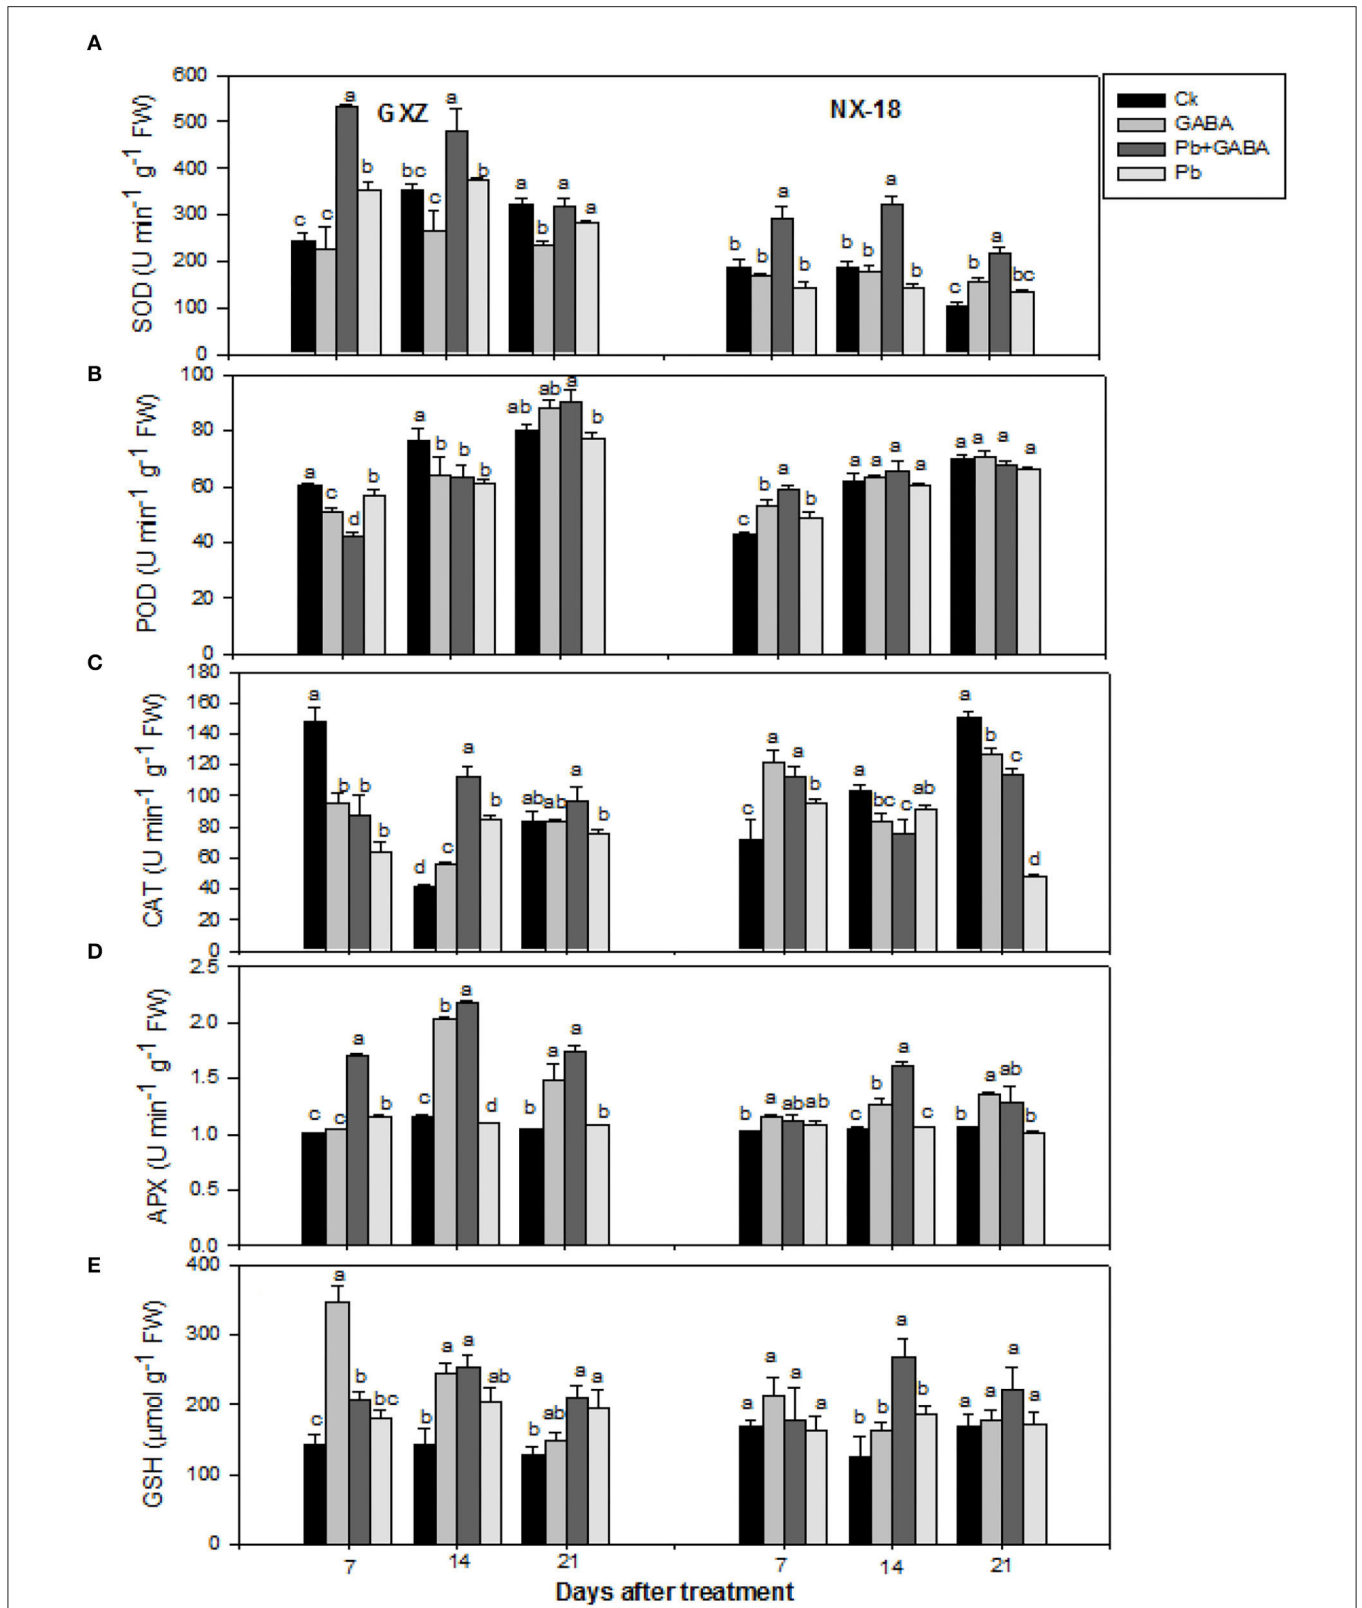 A
600
500
400
300
200
100
0
SOD (U min⁻¹ g⁻¹ FW)
GXZ
NX-18
c c a b
bc c a b
a b a a
b b a b
b b a b
c b a bc
Ck
GABA
Pb+GABA
Pb
B
100
80
60
40
20
0
POD (U min⁻¹ g⁻¹ FW)
a c d b
a b b b
ab ab a b
c b a b
a a a a
a a a a
C
180
160
140
120
100
80
60
40
20
0
CAT (U min⁻¹ g⁻¹ FW)
a b b b
d c a b
ab ab a b
c a a b
a bc c ab
a b c d
D
2.5
2.0
1.5
1.0
0.5
0.0
APX (U min⁻¹ g⁻¹ FW)
c c a b
c b a d
b a a b
b a ab ab
c b a c
b a ab b
E
400
300
200
100
0
GSH (µmol g⁻¹ FW)
c a b bc
b a a ab
b ab a a
a a a a
b b a b
a a a a
7 14 21 7 14 21
Days after treatment